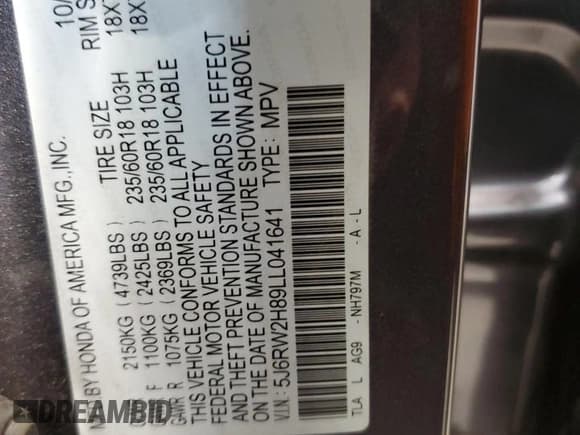 BY HONDA OF AMERICA MFG.,INC. 10/
2150KG ( 4739LBS ) TIRE SIZE RIM S
F 1100KG ( 2425LBS ) 235/60R18 103H 18X
GAWR R 1075KG ( 2369LBS ) 235/60R18 103H 18X
THIS VEHICLE CONFORMS TO ALL APPLICABLE
FEDERAL MOTOR VEHICLE SAFETY
AND THEFT PREVENTION STANDARDS IN EFFECT
ON THE DATE OF MANUFACTURE SHOWN ABOVE.
V.I.N.: 5J6RW2H89LL041641 TYPE: MPV
TLA L AG9 - NH797M - A - L
DREAMBID